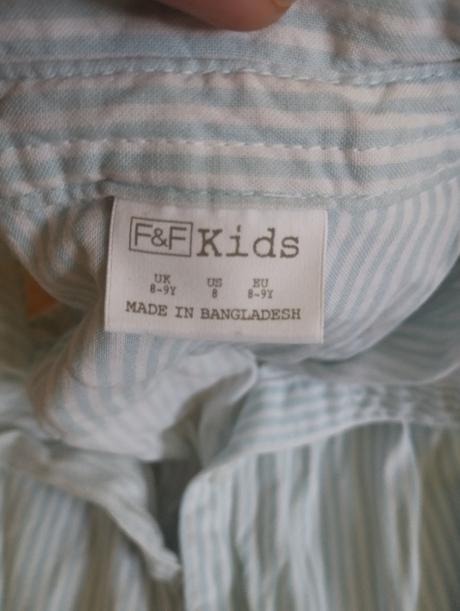 F&F Kids
UK US EU
8-9Y 8 8-9Y
MADE IN BANGLADESH